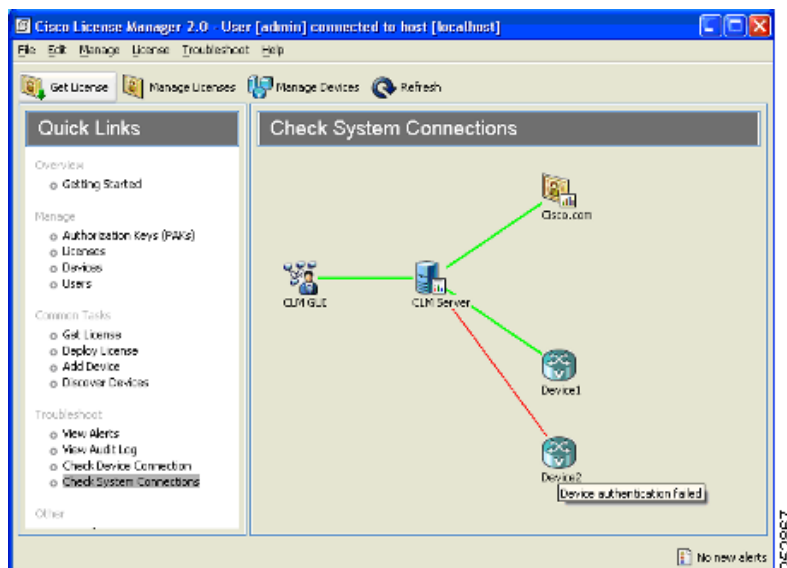 Cisco License Manager 2.0 - User [admin] connected to host [localhost]
File Edit Manage License Troubleshoot Help
Get License Manage Licenses Manage Devices Refresh
Quick Links
Overview
Getting Started
Manage
Authorization Keys (PAKs)
Licenses
Devices
Users
Common Tasks
Get License
Deploy License
Add Device
Discover Devices
Troubleshoot
View Alerts
View Audit Log
Check Device Connection
Check System Connections
Other
Check System Connections
Cisco.com
CLM GUI
CLM Server
Device1
Device2
Device authentication failed
No new alerts